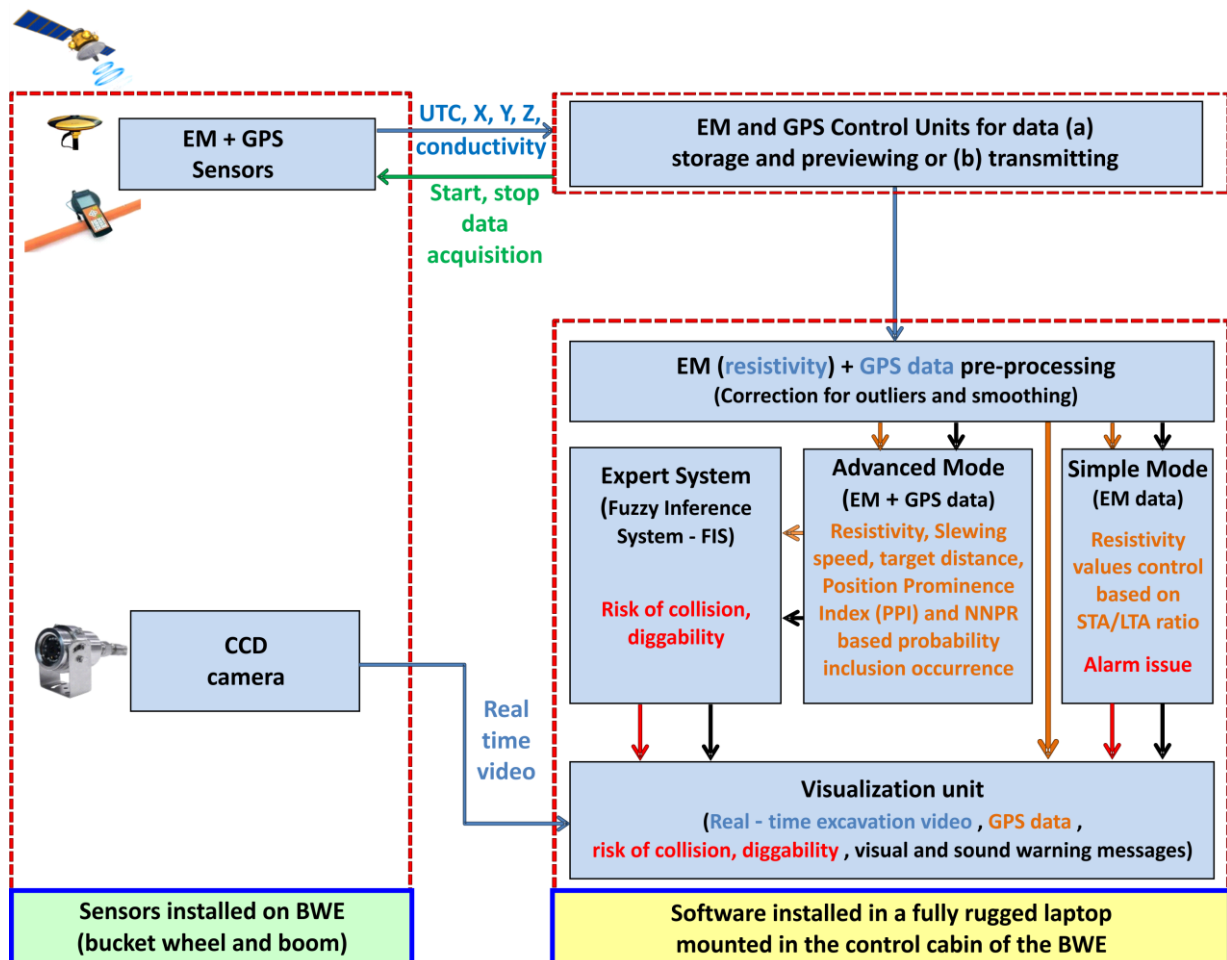 EM + GPS
Sensors
UTC, X, Y, Z,
conductivity
Start, stop
data
acquisition
EM and GPS Control Units for data (a)
storage and previewing or (b) transmitting
EM (resistivity) + GPS data pre-processing
(Correction for outliers and smoothing)
Expert System
(Fuzzy Inference
System - FIS)
Risk of collision,
diggability
Advanced Mode
(EM + GPS data)
Resistivity, Slewing
speed, target distance,
Position Prominence
Index (PPI) and NNPR
based probability
inclusion occurrence
Simple Mode
(EM data)
Resistivity
values control
based on
STA/LTA ratio
Alarm issue
CCD
camera
Real
time
video
Visualization unit
(Real - time excavation video , GPS data ,
risk of collision, diggability , visual and sound warning messages)
Sensors installed on BWE
(bucket wheel and boom)
Software installed in a fully rugged laptop
mounted in the control cabin of the BWE